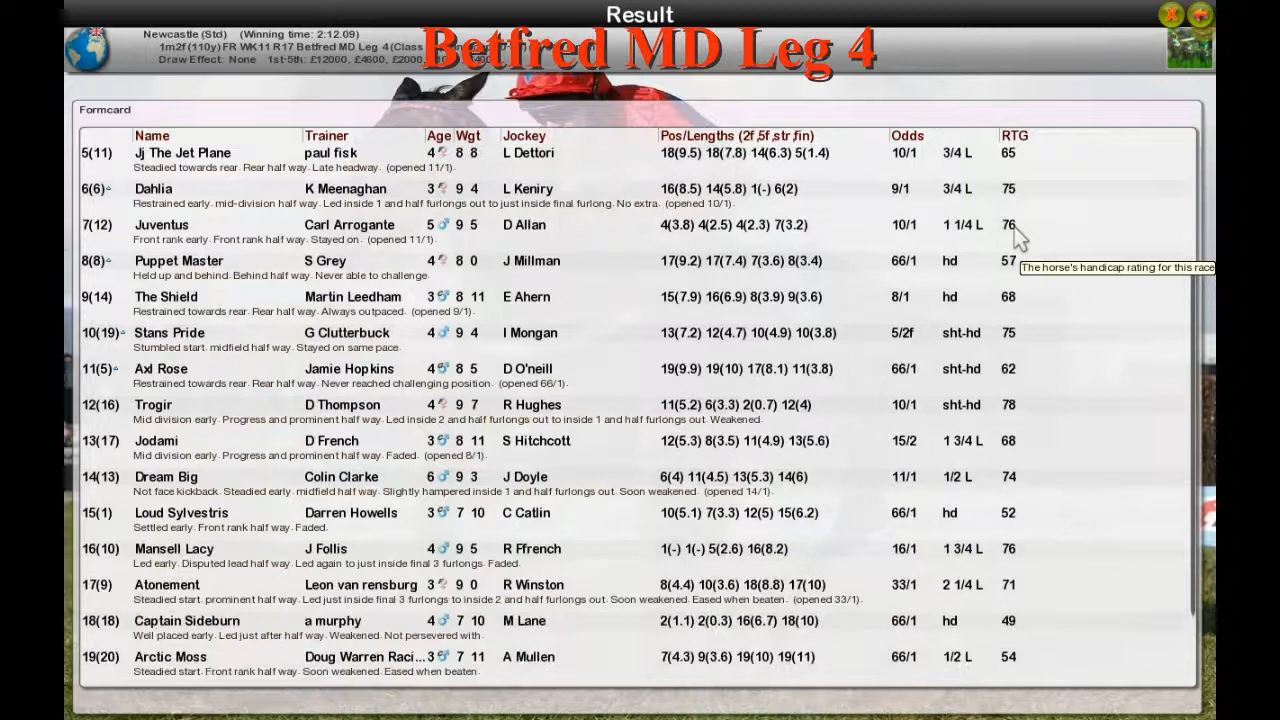 Result
Newcastle (Std) (Winning time: 2:12.09)
1m2f(110y) FR WK11 R17 Betfred MD Leg 4 (Class
Draw Effect: None 1st-5th: £12000, £4600, £2000,
Betfred MD Leg 4
Formcard
Name Trainer Age Wgt Jockey Pos/Lengths (2f,5f,str,fin) Odds RTG
5(11) Jj The Jet Plane paul fisk 4 8 8 L Dettori 18(9.5) 18(7.8) 14(6.3) 5(1.4) 10/1 3/4 L 65
Steadied towards rear. Rear half way. Late headway. (opened 11/1).
6(6) Dahlia K Meenaghan 3 9 4 L Keniry 16(8.5) 14(5.8) 1(-) 6(2) 9/1 3/4 L 75
Restrained early. mid-division half way. Led inside 1 and half furlongs out to just inside final furlong. No extra. (opened 10/1).
7(12) Juventus Carl Arrogante 5 9 5 D Allan 4(3.8) 4(2.5) 4(2.3) 7(3.2) 10/1 1 1/4 L 76
Front rank early. Front rank half way. Stayed on. (opened 11/1).
8(8) Puppet Master S Grey 4 8 0 J Millman 17(9.2) 17(7.4) 7(3.6) 8(3.4) 66/1 hd 57
Held up and behind. Behind half way. Never able to challenge.
The horse's handicap rating for this race
9(14) The Shield Martin Leedham 3 8 11 E Ahern 15(7.9) 16(6.9) 8(3.9) 9(3.6) 8/1 hd 68
Restrained towards rear. Rear half way. Always outpaced. (opened 9/1).
10(19) Stans Pride G Clutterbuck 4 9 4 I Mongan 13(7.2) 12(4.7) 10(4.9) 10(3.8) 5/2f sht-hd 75
Stumbled start. midfield half way. Stayed on same pace.
11(5) Axl Rose Jamie Hopkins 4 8 5 D O'neill 19(9.9) 19(10) 17(8.1) 11(3.8) 66/1 sht-hd 62
Restrained towards rear. Rear half way. Never reached challenging position. (opened 66/1).
12(16) Trogir D Thompson 4 9 7 R Hughes 11(5.2) 6(3.3) 2(0.7) 12(4) 10/1 sht-hd 78
Mid division early. Progress and prominent half way. Led inside 2 and half furlongs out to inside 1 and half furlongs out. Weakened.
13(17) Jodami D French 3 8 11 S Hitchcott 12(5.3) 8(3.5) 11(4.9) 13(5.6) 15/2 1 3/4 L 68
Mid division early. Progress and prominent half way. Faded. (opened 8/1).
14(13) Dream Big Colin Clarke 6 9 3 J Doyle 6(4) 11(4.5) 13(5.3) 14(6) 11/1 1/2 L 74
Not face kickback. Steadied early. midfield half way. Slightly hampered inside 1 and half furlongs out. Soon weakened. (opened 14/1).
15(1) Loud Sylvestris Darren Howells 3 7 10 C Catlin 10(5.1) 7(3.3) 12(5) 15(6.2) 66/1 hd 52
Settled early. Front rank half way. Faded.
16(10) Mansell Lacy J Follis 4 9 5 R Ffrench 1(-) 1(-) 5(2.6) 16(8.2) 16/1 1 3/4 L 76
Led early. Disputed lead half way. Led again to just inside final 3 furlongs. Faded.
17(9) Atonement Leon van rensburg 3 9 0 R Winston 8(4.4) 10(3.6) 18(8.8) 17(10) 33/1 2 1/4 L 71
Steadied start. prominent half way. Led just inside final 3 furlongs to inside 2 and half furlongs out. Soon weakened. Eased when beaten. (opened 33/1).
18(18) Captain Sideburn a murphy 4 7 10 M Lane 2(1.1) 2(0.3) 16(6.7) 18(10) 66/1 hd 49
Well placed early. Led just after half way. Weakened. Not persevered with.
19(20) Arctic Moss Doug Warren Raci... 3 7 11 A Mullen 7(4.3) 9(3.6) 19(10) 19(11) 66/1 1/2 L 54
Steadied start. Front rank half way. Soon weakened. Eased when beaten.